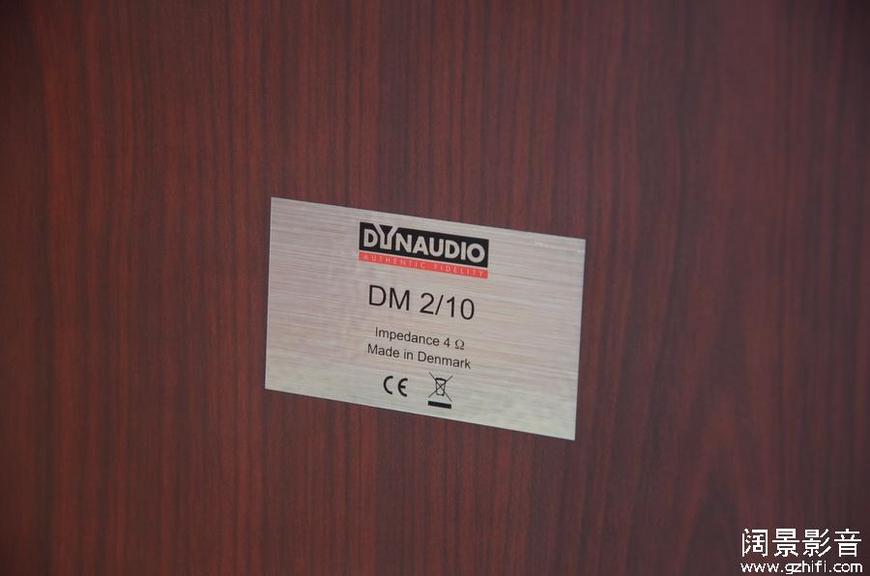 DYNAUDIO
AUTHENTIC FIDELITY
DM 2/10
Impedance 4 Ω
Made in Denmark
CE
阔景影音
www.gzhifi.com